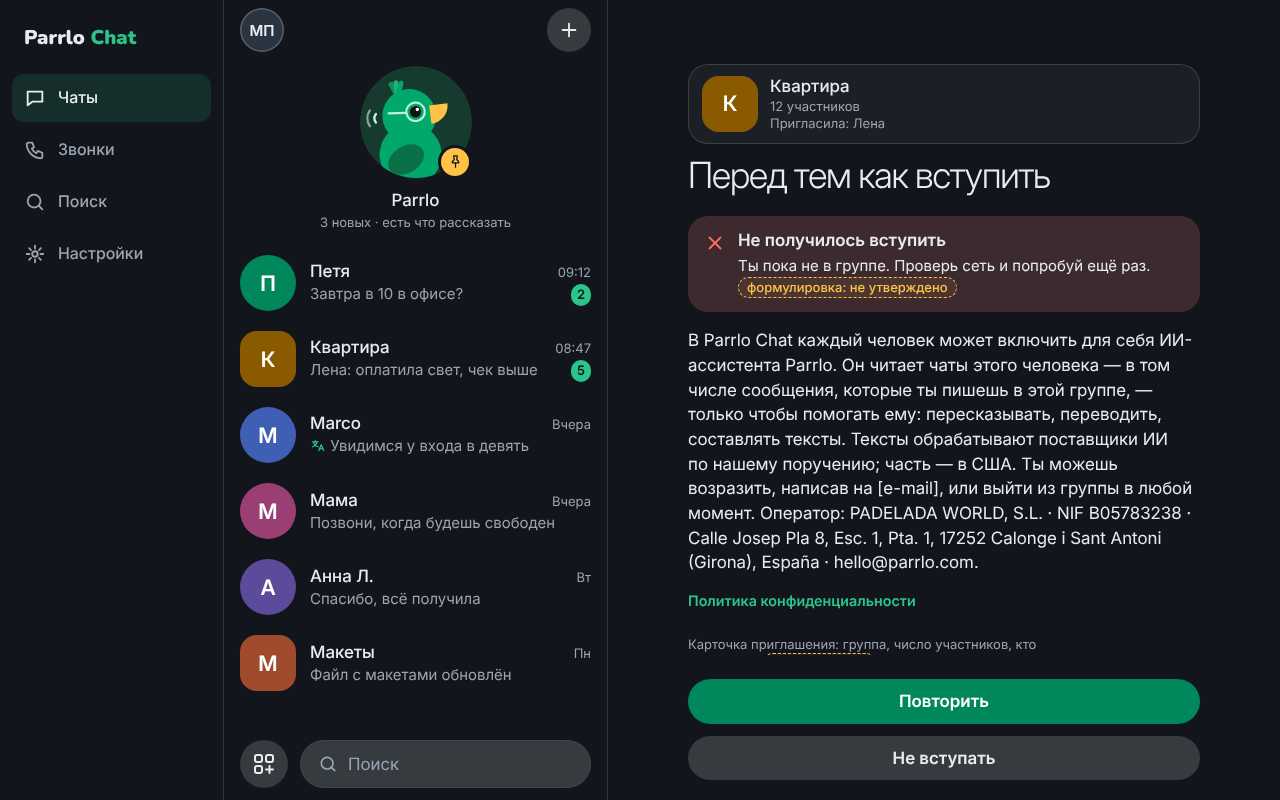 Parrlo Chat
Чаты
Звонки
Поиск
Настройки
МП
Parrlo
3 новых · есть что рассказать
П
Петя
09:12
Завтра в 10 в офисе?
2
К
Квартира
08:47
Лена: оплатила свет, чек выше
5
M
Marco
Вчера
Увидимся у входа в девять
М
Мама
Вчера
Позвони, когда будешь свободен
А
Анна Л.
Вт
Спасибо, всё получила
М
Макеты
Пн
Файл с макетами обновлён
Поиск
К
Квартира
12 участников
Пригласила: Лена
Перед тем как вступить
Не получилось вступить
Ты пока не в группе. Проверь сеть и попробуй ещё раз.
формулировка: не утверждено
В Parrlo Chat каждый человек может включить для себя ИИ-
ассистента Parrlo. Он читает чаты этого человека — в том
числе сообщения, которые ты пишешь в этой группе, —
только чтобы помогать ему: пересказывать, переводить,
составлять тексты. Тексты обрабатывают поставщики ИИ
по нашему поручению; часть — в США. Ты можешь
возразить, написав на [e-mail], или выйти из группы в любой
момент. Оператор: PADELADA WORLD, S.L. · NIF B05783238 ·
Calle Josep Pla 8, Esc. 1, Pta. 1, 17252 Calonge i Sant Antoni
(Girona), España · hello@parrlo.com.
Политика конфиденциальности
Карточка приглашения: группа, число участников, кто
Повторить
Не вступать